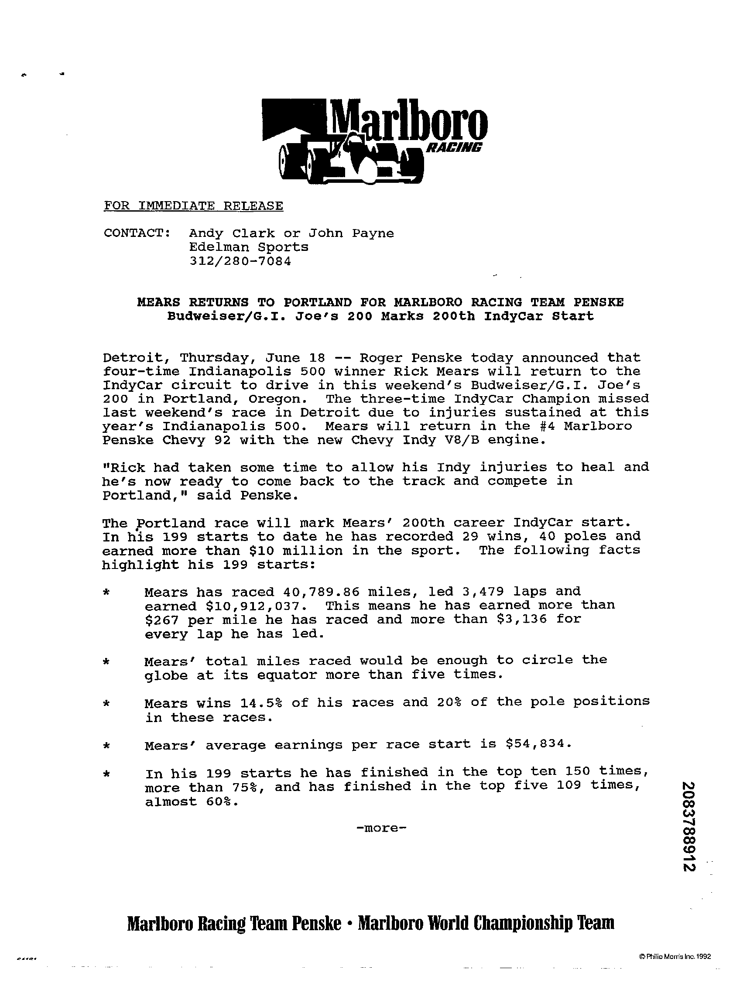 Marlboro
RACING
FOR IMMEDIATE RELEASE
CONTACT: Andy Clark or John Payne
Edelman Sports
312/280-7084
MEARS RETURNS TO PORTLAND FOR MARLBORO RACING TEAM PENSKE
Budweiser/G.I. Joe's 200 Marks 200th IndyCar Start
Detroit, Thursday, June 18 -- Roger Penske today announced that
four-time Indianapolis 500 winner Rick Mears will return to the
IndyCar circuit to drive in this weekend's Budweiser/G.I. Joe's
200 in Portland, Oregon. The three-time IndyCar Champion missed
last weekend's race in Detroit due to injuries sustained at this
year's Indianapolis 500. Mears will return in the #4 Marlboro
Penske Chevy 92 with the new Chevy Indy V8/B engine.
"Rick had taken some time to allow his Indy injuries to heal and
he's now ready to come back to the track and compete in
Portland," said Penske.
The Portland race will mark Mears' 200th career IndyCar start.
In his 199 starts to date he has recorded 29 wins, 40 poles and
earned more than $10 million in the sport. The following facts
highlight his 199 starts:
* Mears has raced 40,789.86 miles, led 3,479 laps and
earned $10,912,037. This means he has earned more than
$267 per mile he has raced and more than $3,136 for
every lap he has led.
* Mears' total miles raced would be enough to circle the
globe at its equator more than five times.
* Mears wins 14.5% of his races and 20% of the pole positions
in these races.
* Mears' average earnings per race start is $54,834.
* In his 199 starts he has finished in the top ten 150 times,
more than 75%, and has finished in the top five 109 times,
almost 60%.
-more-
2083788912
Marlboro Racing Team Penske • Marlboro World Championship Team
© Philip Morris Inc. 1992